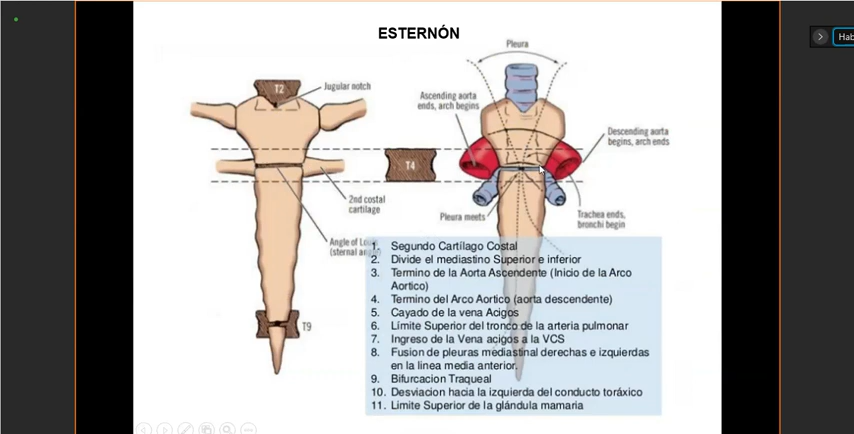 ESTERNÓN
Pleura
T2
Jugular notch
Ascending aorta
ends, arch begins
Descending aorta
begins, arch ends
T4
2nd costal
cartilage
Pleura meets
Trachea ends,
bronchi begin
Angle of
(sternal
T9
1. Segundo Cartílago Costal
2. Divide el mediastino Superior e inferior
3. Termino de la Aorta Ascendente (Inicio de la Arco
Aortico)
4. Termino del Arco Aortico (aorta descendente)
5. Cayado de la vena Acigos
6. Límite Superior del tronco de la arteria pulmonar
7. Ingreso de la Vena acigos a la VCS
8. Fusion de pleuras mediastinal derechas e izquierdas
en la linea media anterior.
9. Bifurcacion Traqueal
10. Desviacion hacia la izquierda del conducto toráxico
11. Limite Superior de la glándula mamaria
Hab